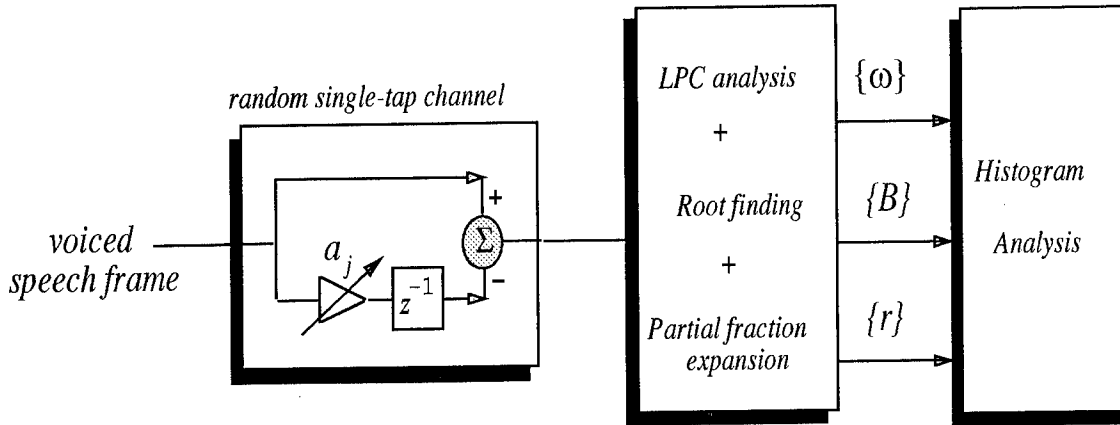 random single-tap channel
voiced
speech frame
a j
z -1
+
Σ
−
LPC analysis
+
Root finding
+
Partial fraction
expansion
{ω}
{B}
{r}
Histogram
Analysis